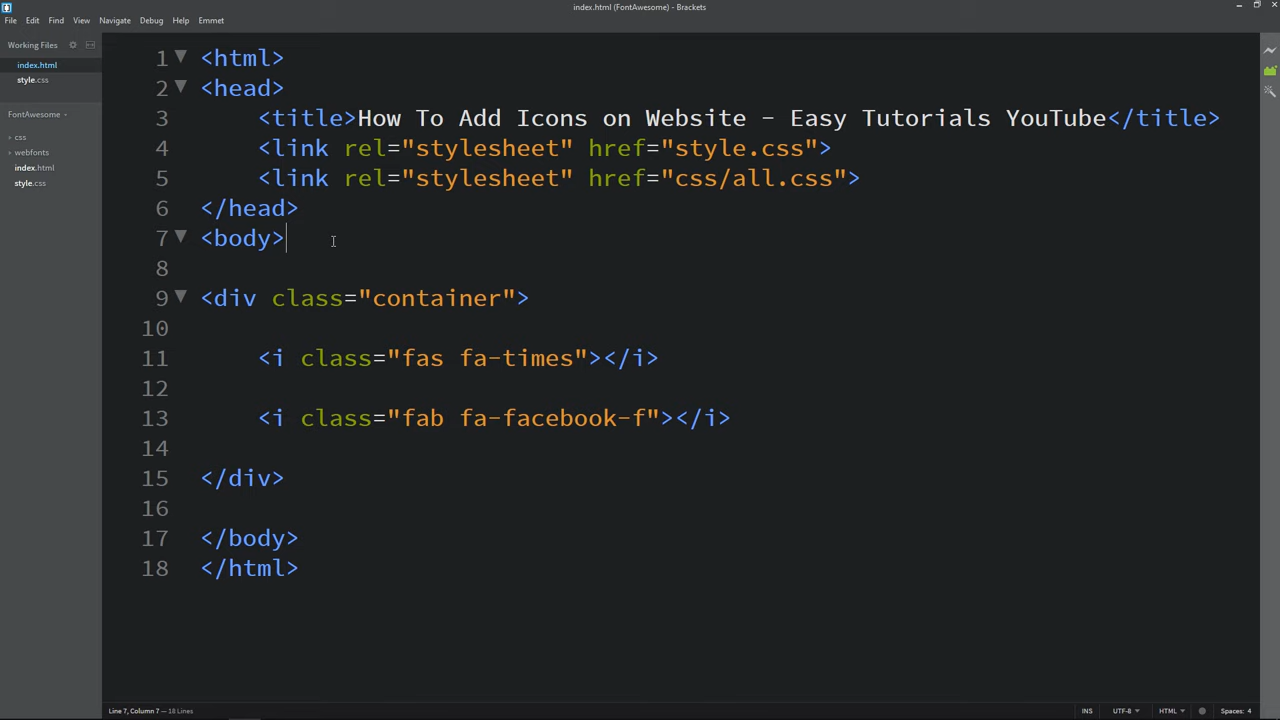 index.html (FontAwesome) - Brackets
File Edit Find View Navigate Debug Help Emmet
Working Files
index.html
style.css
FontAwesome
css
webfonts
index.html
style.css
1 <html>
2 <head>
3 <title>How To Add Icons on Website - Easy Tutorials YouTube</title>
4 <link rel="stylesheet" href="style.css">
5 <link rel="stylesheet" href="css/all.css">
6 </head>
7 <body>
8
9 <div class="container">
10
11 <i class="fas fa-times"></i>
12
13 <i class="fab fa-facebook-f"></i>
14
15 </div>
16
17 </body>
18 </html>
Line 7, Column 7 — 18 Lines
INS UTF-8 HTML Spaces: 4